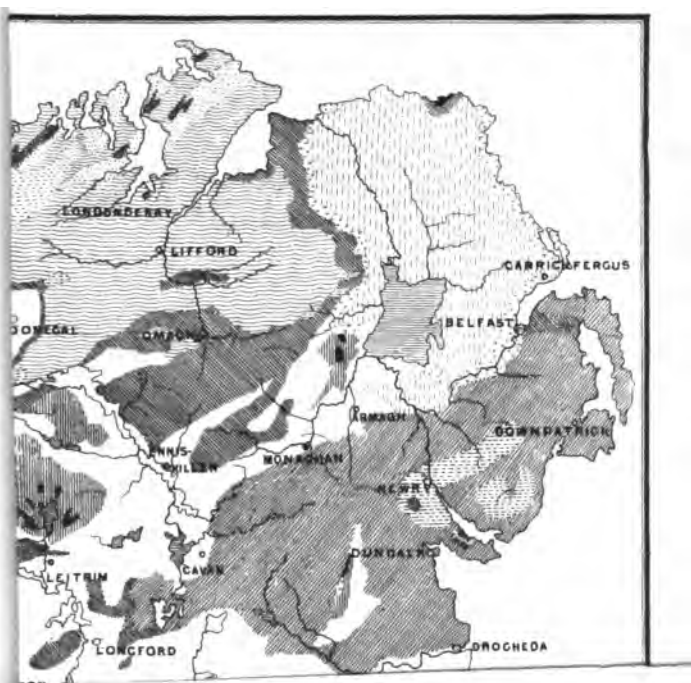 LONDONDERRY
LIFFORD
CARRICKFERGUS
DONEGAL
OMAGH
BELFAST
ARMAGH
DOWNPATRICK
ENNIS-
KILLEN
MONAGHAN
NEWRY
DUNDALK
LEITRIM
CAVAN
LONGFORD
DROGHEDA